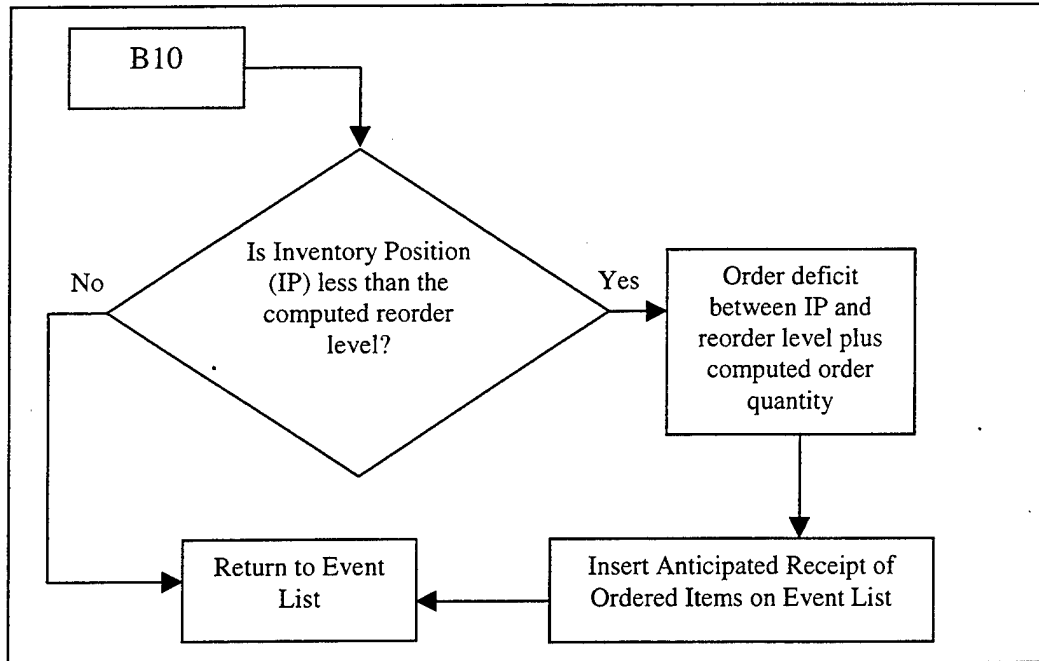 B10
Is Inventory Position
(IP) less than the
computed reorder
level?
No
Yes
Order deficit
between IP and
reorder level plus
computed order
quantity
Return to Event
List
Insert Anticipated Receipt of
Ordered Items on Event List